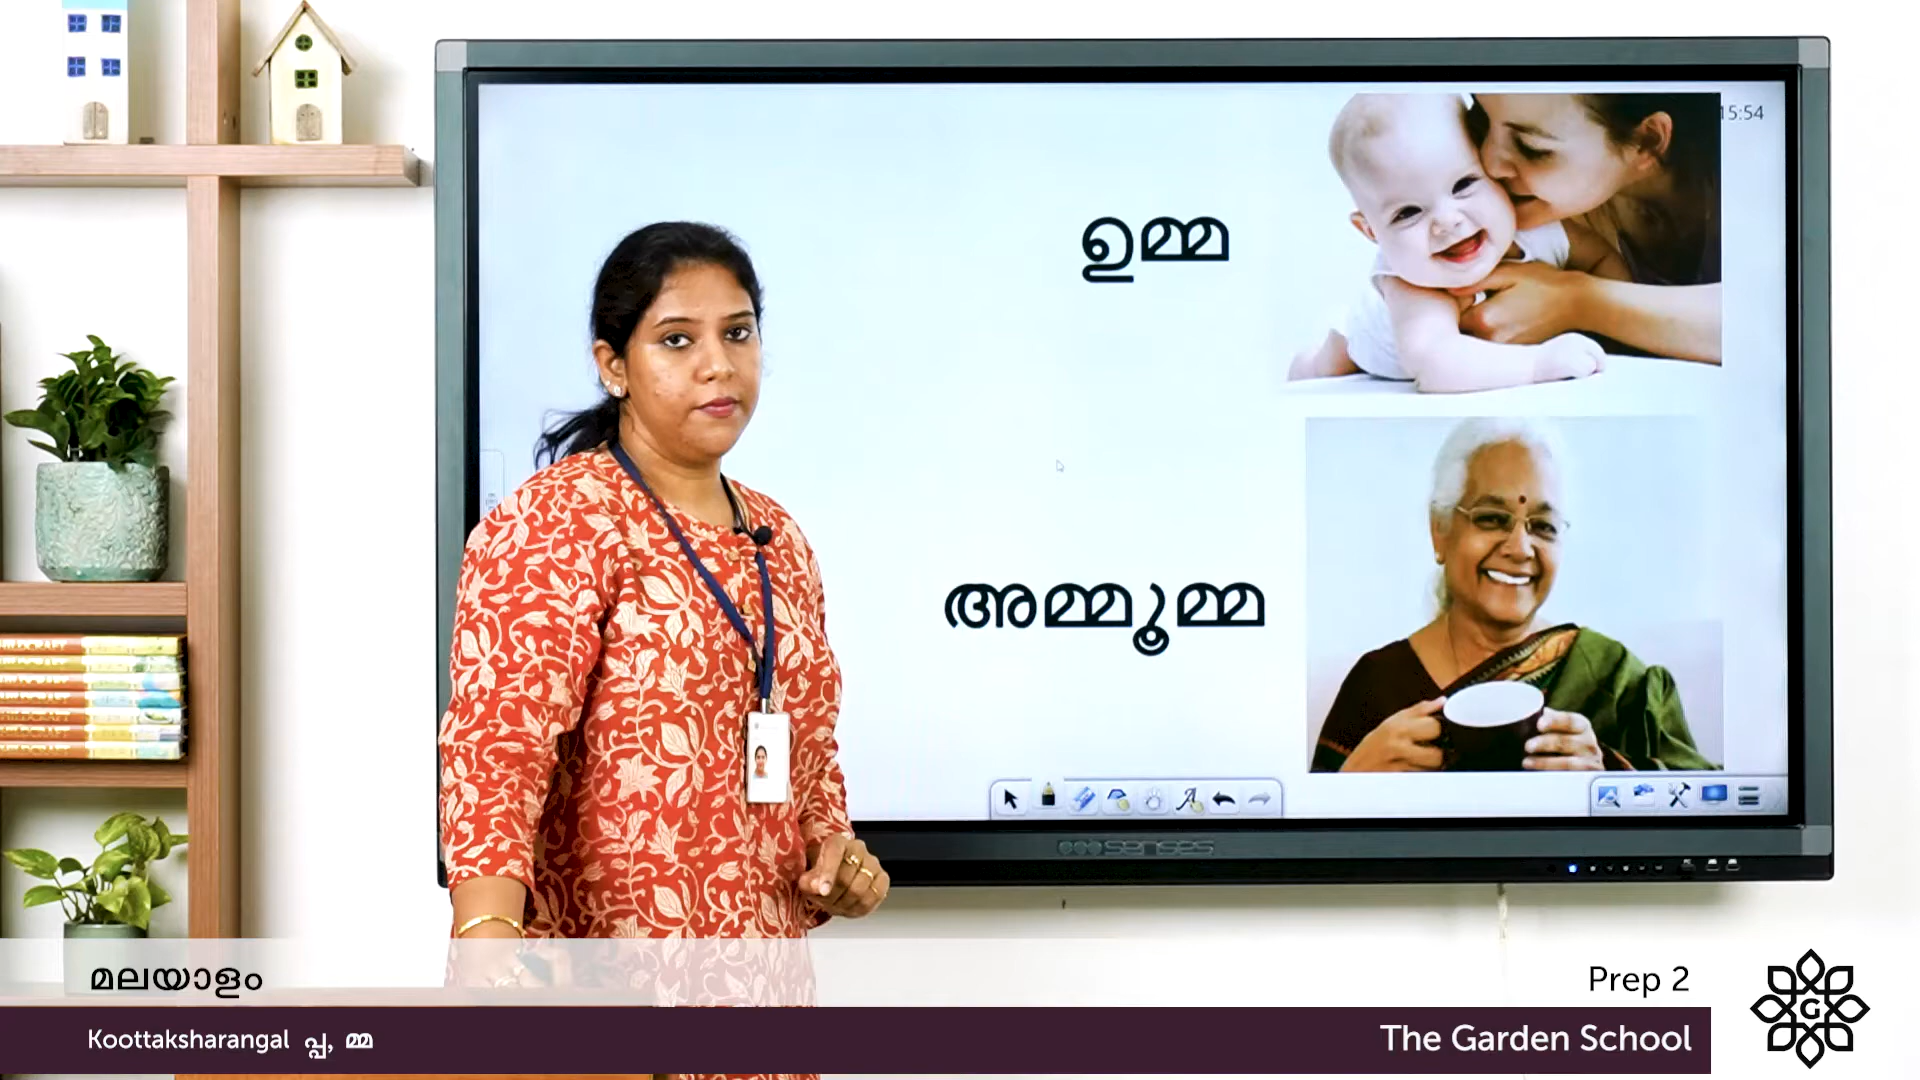 15:54
ഉമ്മ
അമ്മൂമ്മ
മലയാളം
Prep 2
Koottaksharangal പ്പ, മ്മ
The Garden School
G